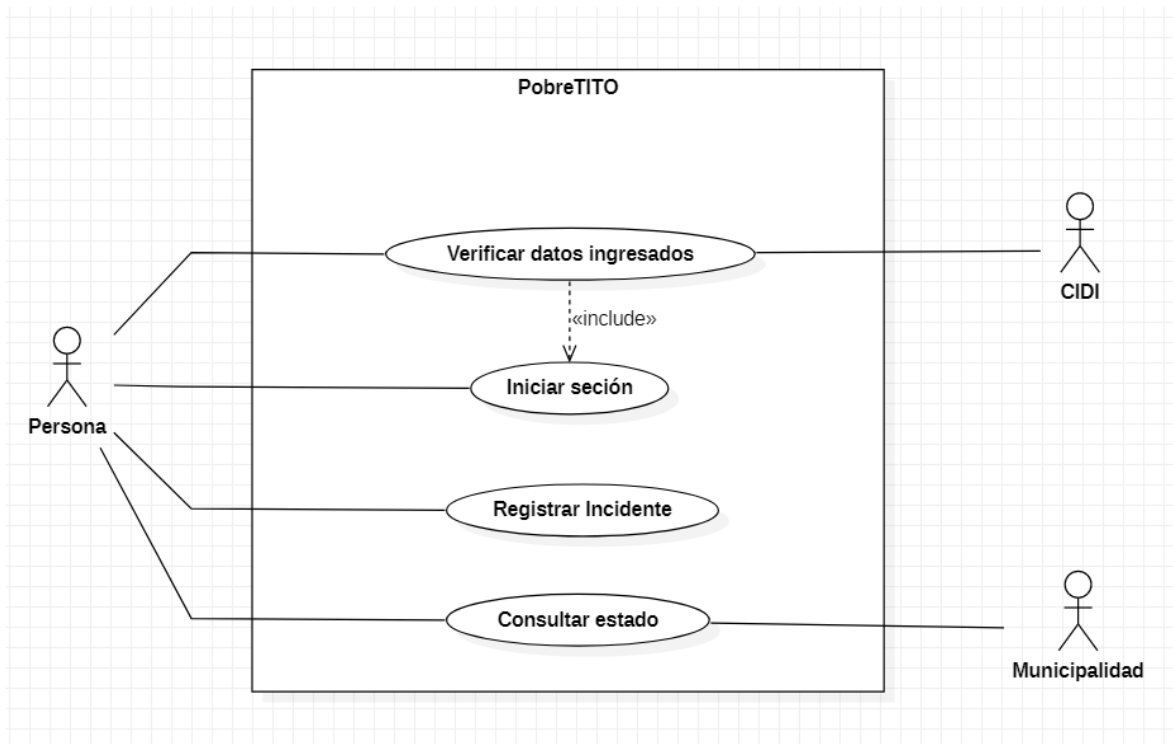 PobreTITO
Verificar datos ingresados
CIDI
«include»
Iniciar seción
Persona
Registrar Incidente
Consultar estado
Municipalidad